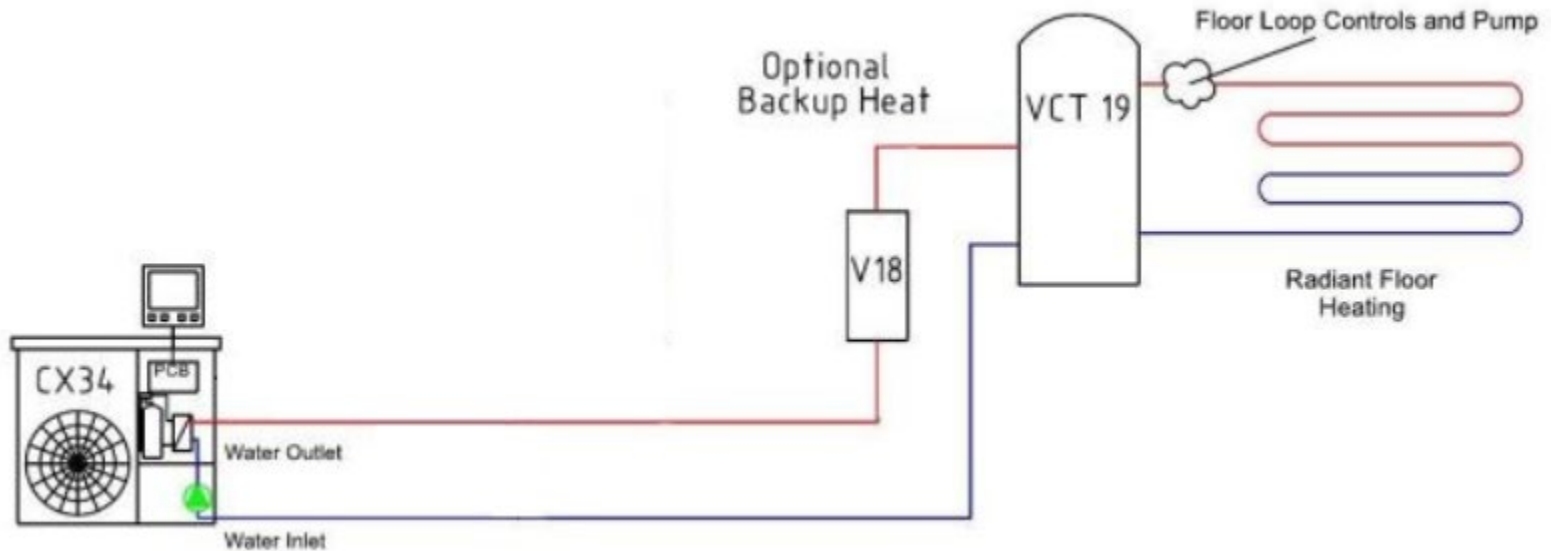 Floor Loop Controls and Pump
Optional
Backup Heat
VCT 19
V18
Radiant Floor
Heating
PCB
CX34
Water Outlet
Water Inlet